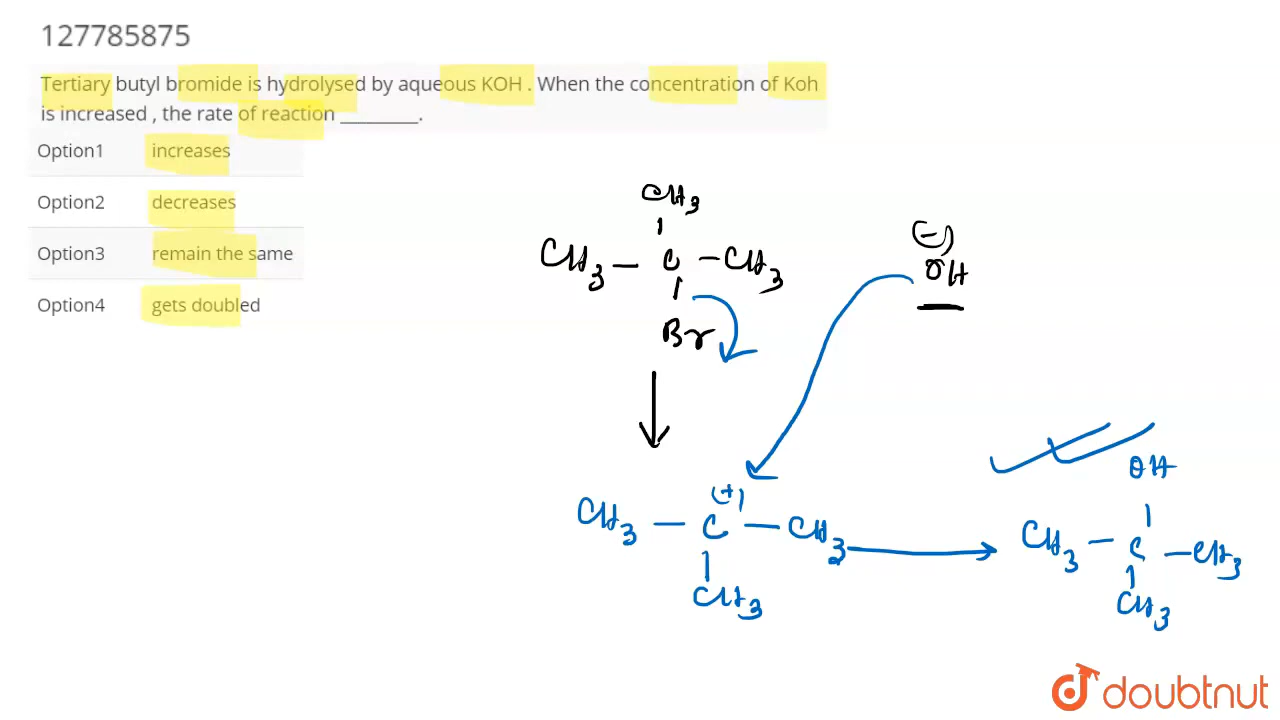 127785875
Tertiary butyl bromide is hydrolysed by aqueous KOH . When the concentration of Koh
is increased , the rate of reaction _________.
Option1 increases
Option2 decreases
Option3 remain the same
Option4 gets doubled
CH3
CH3 - C - CH3
Br
(-)
OH
(+)
CH3 - C - CH3
CH3
OH
CH3 - C - CH3
CH3
doubtnut